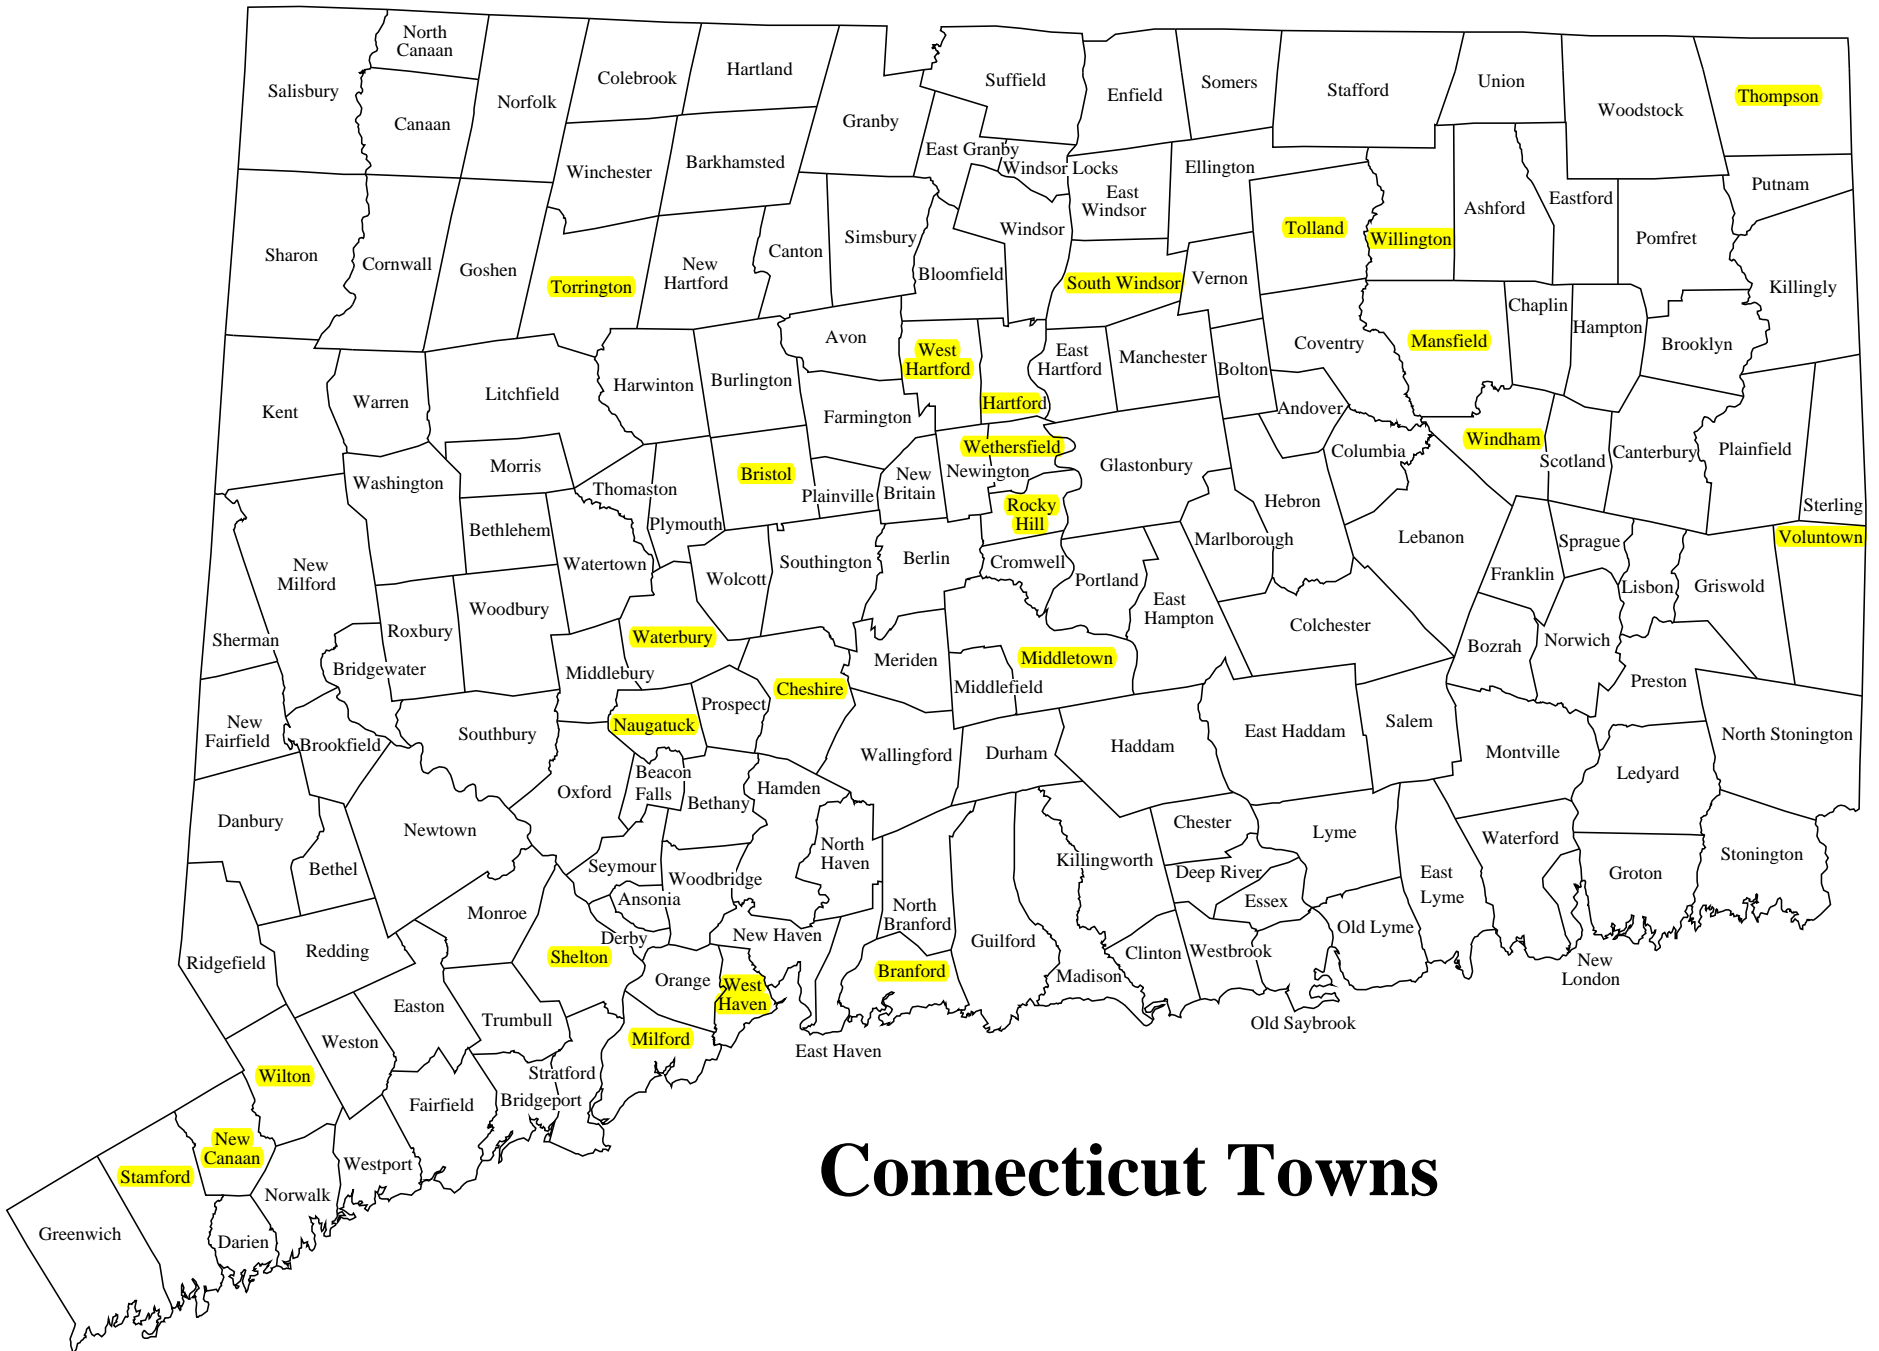 North
Canaan
Salisbury
Canaan
Norfolk
Colebrook
Hartland
Granby
Suffield
Enfield
Somers
Stafford
Union
Woodstock
Thompson
Winchester
Barkhamsted
East Granby
Windsor Locks
East
Windsor
Ellington
Ashford
Eastford
Putnam
Sharon
Cornwall
Goshen
Torrington
New
Hartford
Canton
Simsbury
Bloomfield
Windsor
South Windsor
Vernon
Tolland
Willington
Pomfret
Killingly
Kent
Warren
Litchfield
Harwinton
Burlington
Avon
West
Hartford
Hartford
East
Hartford
Manchester
Bolton
Coventry
Mansfield
Chaplin
Hampton
Brooklyn
Farmington
Andover
Columbia
Windham
Scotland
Canterbury
Plainfield
Sterling
Washington
Morris
Bethlehem
Thomaston
Plymouth
Bristol
Plainville
New
Britain
Newington
Wethersfield
Rocky
Hill
Glastonbury
Hebron
Marlborough
Lebanon
Sprague
Voluntown
New
Milford
Watertown
Wolcott
Southington
Berlin
Cromwell
Portland
East
Hampton
Colchester
Franklin
Lisbon
Griswold
Sherman
Bridgewater
Roxbury
Woodbury
Middlebury
Waterbury
Cheshire
Meriden
Middlefield
Middletown
Bozrah
Norwich
Preston
New
Fairfield
Brookfield
Southbury
Naugatuck
Prospect
Wallingford
Durham
Haddam
East Haddam
Salem
Montville
Ledyard
North Stonington
Danbury
Bethel
Newtown
Oxford
Beacon
Falls
Bethany
Hamden
North
Haven
Killingworth
Chester
Deep River
Essex
Lyme
East
Lyme
Waterford
Groton
Stonington
Seymour
Woodbridge
Ansonia
Derby
Monroe
Redding
Ridgefield
Shelton
Orange
New Haven
West
Haven
North
Branford
Branford
Guilford
Madison
Clinton
Westbrook
Old Lyme
New
London
Old Saybrook
East Haven
Milford
Easton
Trumbull
Weston
Wilton
Stratford
Bridgeport
Fairfield
Westport
Norwalk
New
Canaan
Stamford
Darien
Greenwich
Connecticut Towns